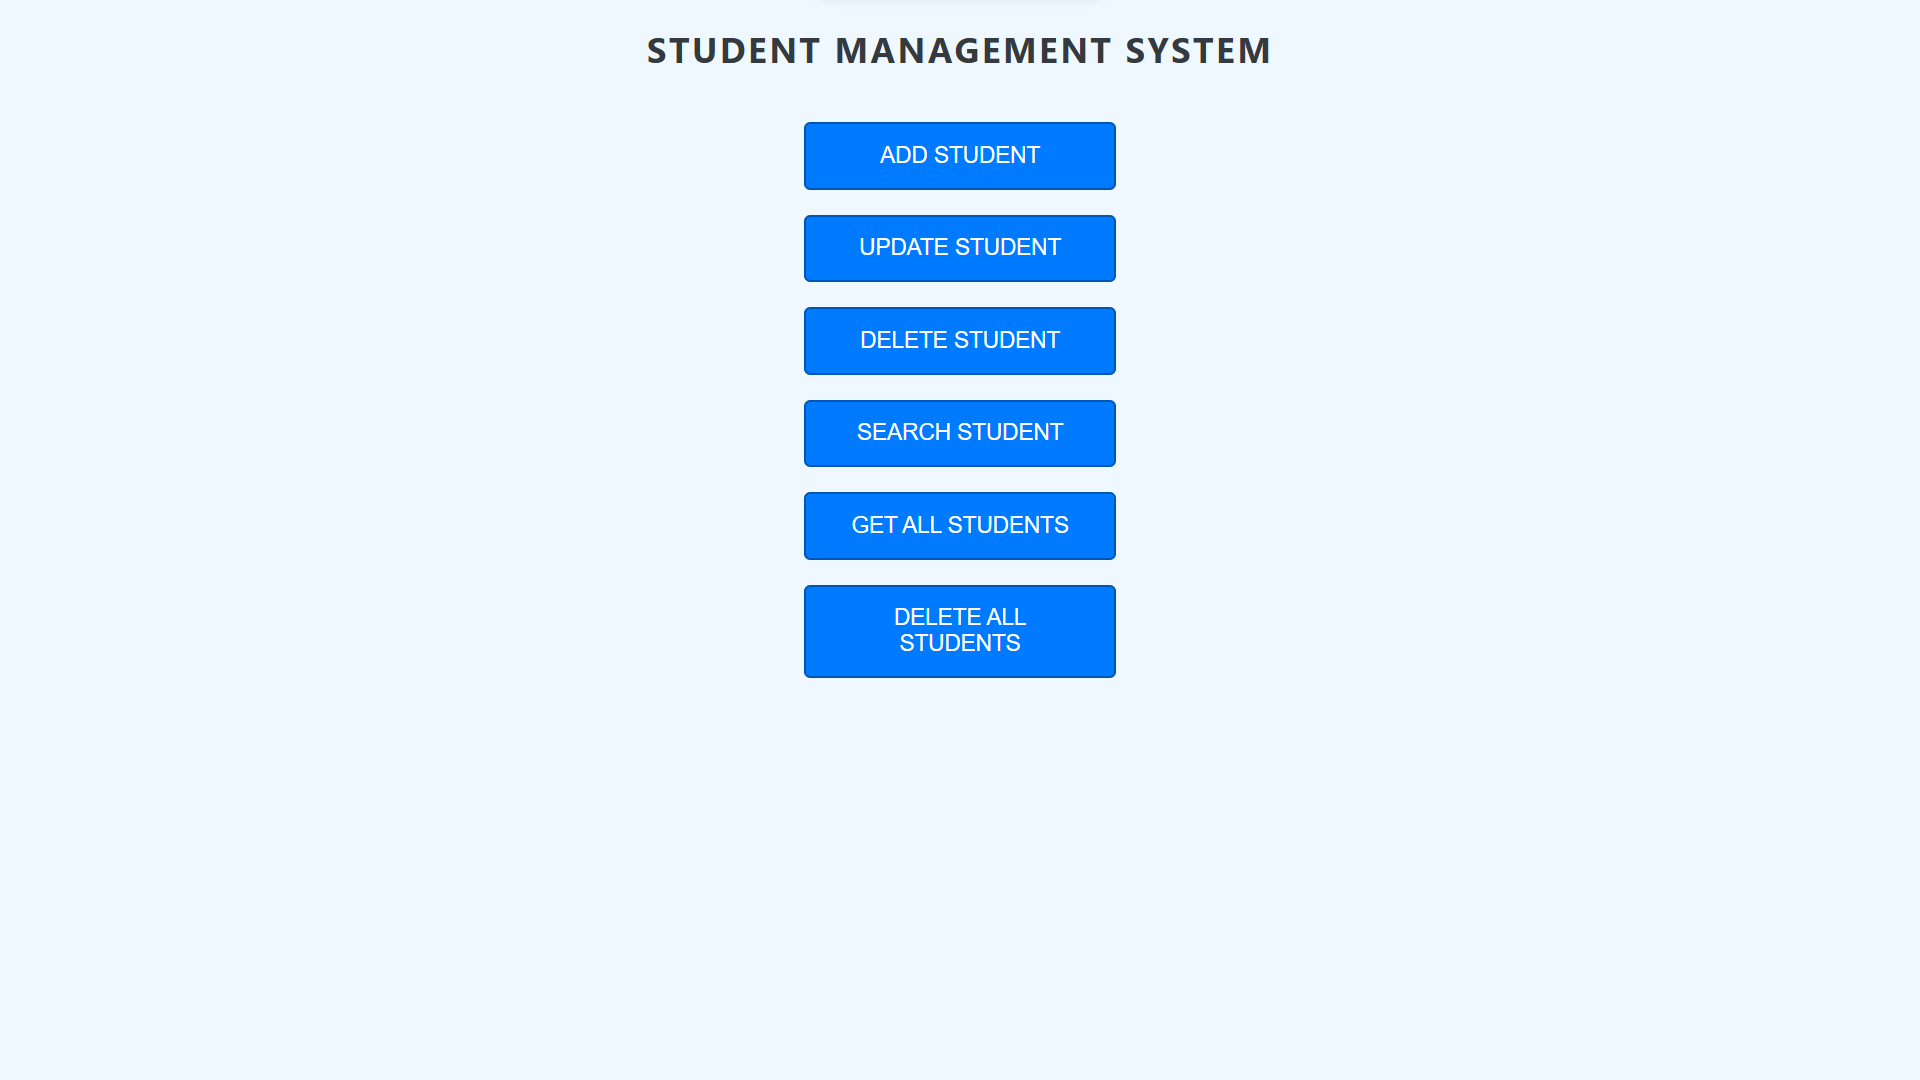 STUDENT MANAGEMENT SYSTEM
ADD STUDENT
UPDATE STUDENT
DELETE STUDENT
SEARCH STUDENT
GET ALL STUDENTS
DELETE ALL
STUDENTS